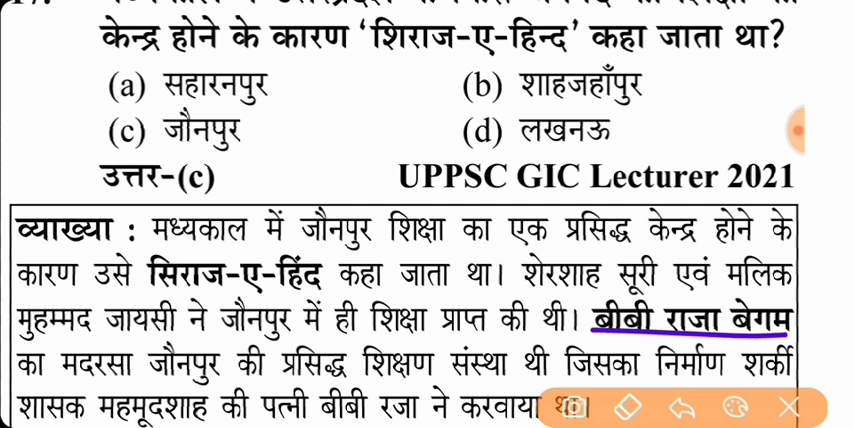 केन्द्र होने के कारण 'शिराज-ए-हिन्द' कहा जाता था?
(a) सहारनपुर (b) शाहजहाँपुर
(c) जौनपुर (d) लखनऊ
उत्तर-(c) UPPSC GIC Lecturer 2021
व्याख्या : मध्यकाल में जौनपुर शिक्षा का एक प्रसिद्ध केन्द्र होने के
कारण उसे सिराज-ए-हिंद कहा जाता था। शेरशाह सूरी एवं मलिक
मुहम्मद जायसी ने जौनपुर में ही शिक्षा प्राप्त की थी। बीबी राजा बेगम
का मदरसा जौनपुर की प्रसिद्ध शिक्षण संस्था थी जिसका निर्माण शर्की
शासक महमूदशाह की पत्नी बीबी रजा ने करवाया